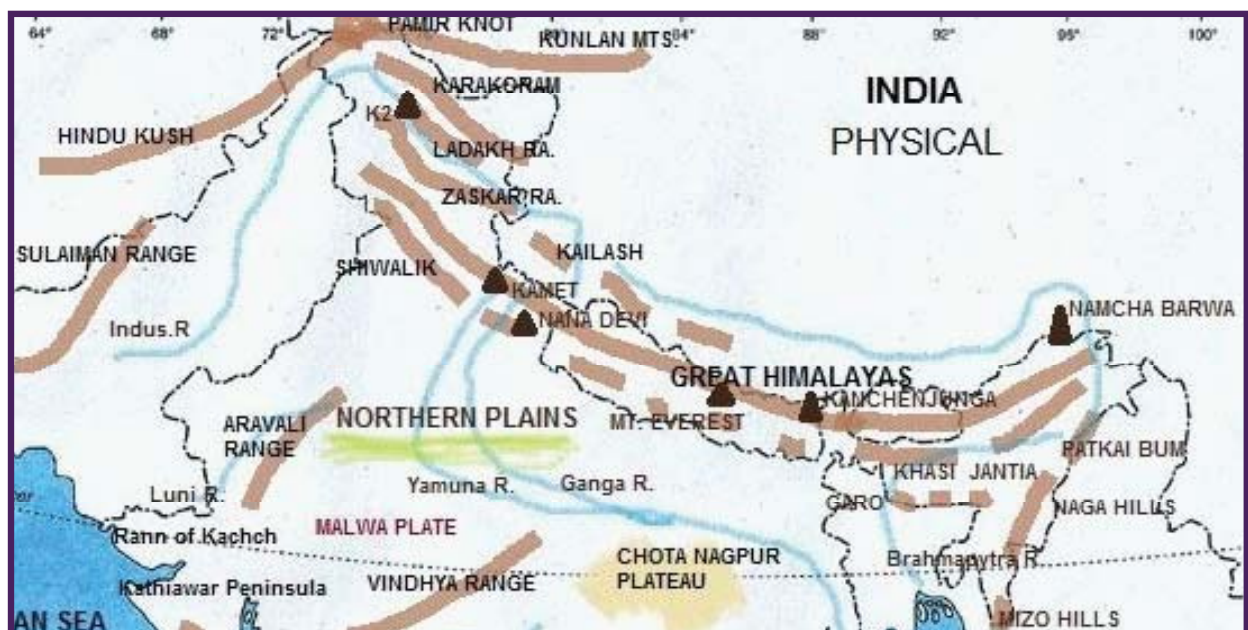 64°
68°
72°
80°
88°
96°
100°
PAMIR KNOT
KUNLAN MTS.
KARAKORAM
INDIA
PHYSICAL
K2
HINDU KUSH
LADAKH RA.
ZASKAR RA.
SULAIMAN RANGE
KAILASH
SHIWALIK
KAMET
NAMCHA BARWA
Indus.R
NANA DEVI
GREAT HIMALAYAS
KANCHENJUNGA
NORTHERN PLAINS
MT. EVEREST
ARAVALI
RANGE
PATKAI BUM
KHASI JANTIA
Luni R.
Yamuna R.
Ganga R.
GARO
NAGA HILLS
MALWA PLATE
Rann of Kachch
CHOTA NAGPUR
PLATEAU
Brahmapytra R
Kathiawar Peninsula
VINDHYA RANGE
AN SEA
MIZO HILLS